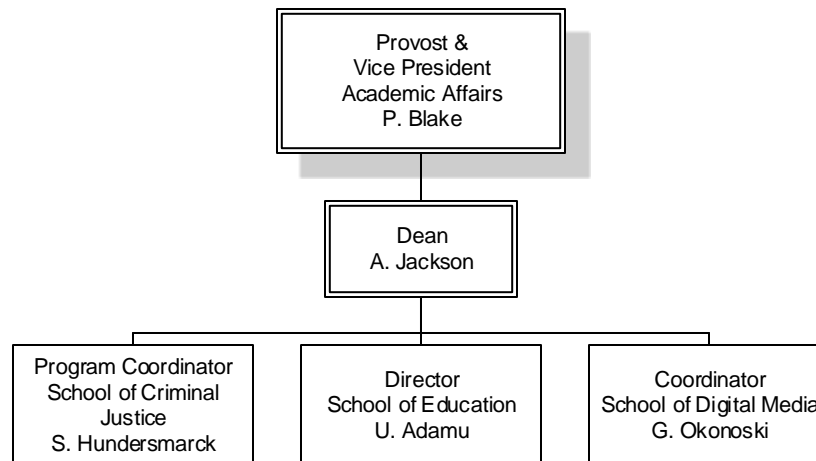 Provost &
Vice President
Academic Affairs
P. Blake
Dean
A. Jackson
Program Coordinator
School of Criminal
Justice
S. Hundersmarck
Director
School of Education
U. Adamu
Coordinator
School of Digital Media
G. Okonoski